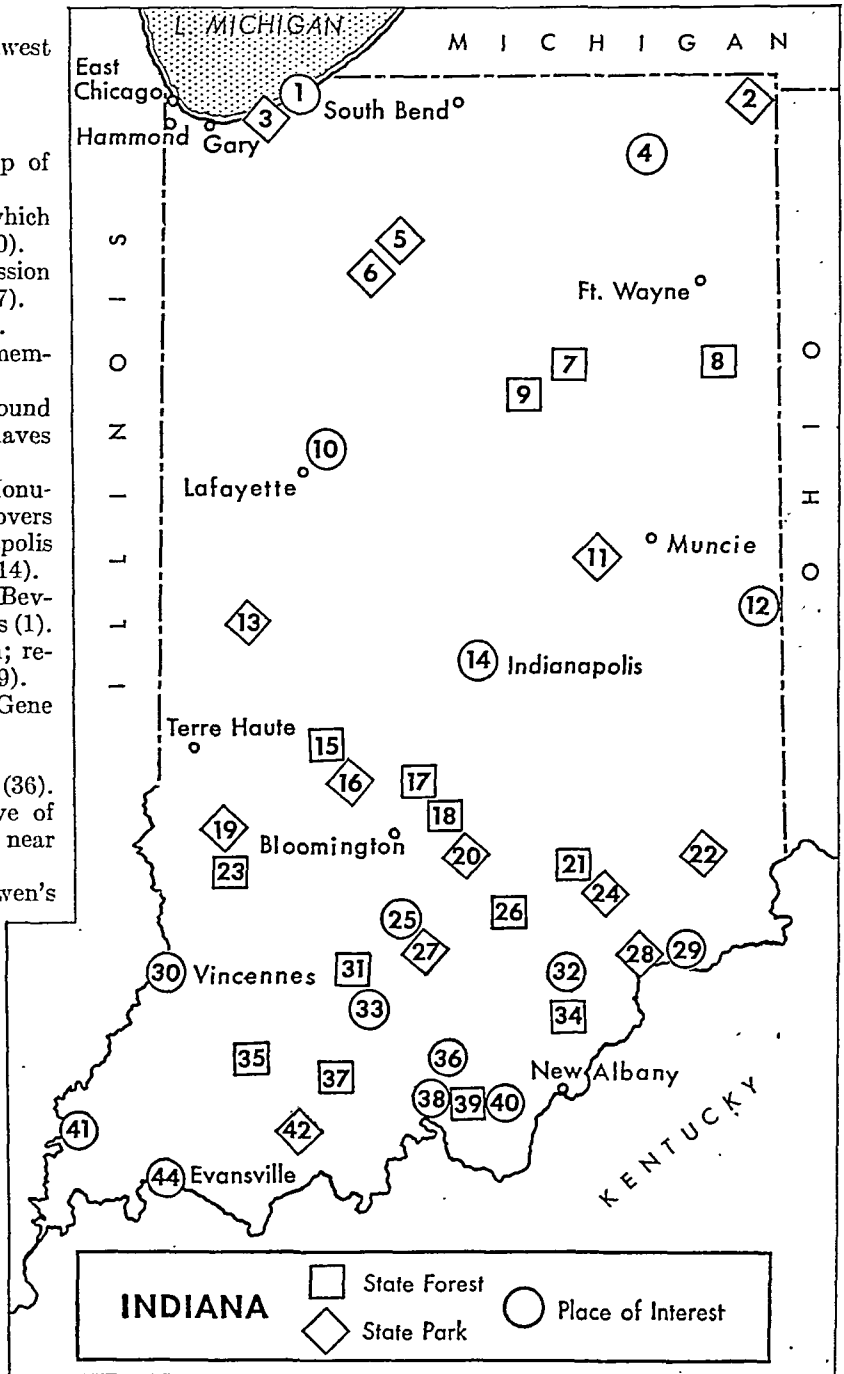 west
p of
which
0).
ssion
7).
.
mem-
ound
aves
onu-
overs
polis
14).
Bev-
s (1).
; re-
9).
Gene
(36).
ve of
near
wen's
L. MICHIGAN
M I C H I G A N
East
Chicago
Hammond
Gary
1
3
South Bend
2
4
5
6
I L L I N O I S
Ft. Wayne
7
8
9
O H I O
10
Lafayette
11
Muncie
12
13
14 Indianapolis
Terre Haute
15
16
17
18
19
Bloomington
20
21
22
23
24
25
26
27
28
29
30 Vincennes
31
32
33
34
35
36
37
New Albany
38
39
40
41
42
44 Evansville
KENTUCKY
INDIANA
State Forest
State Park
Place of Interest